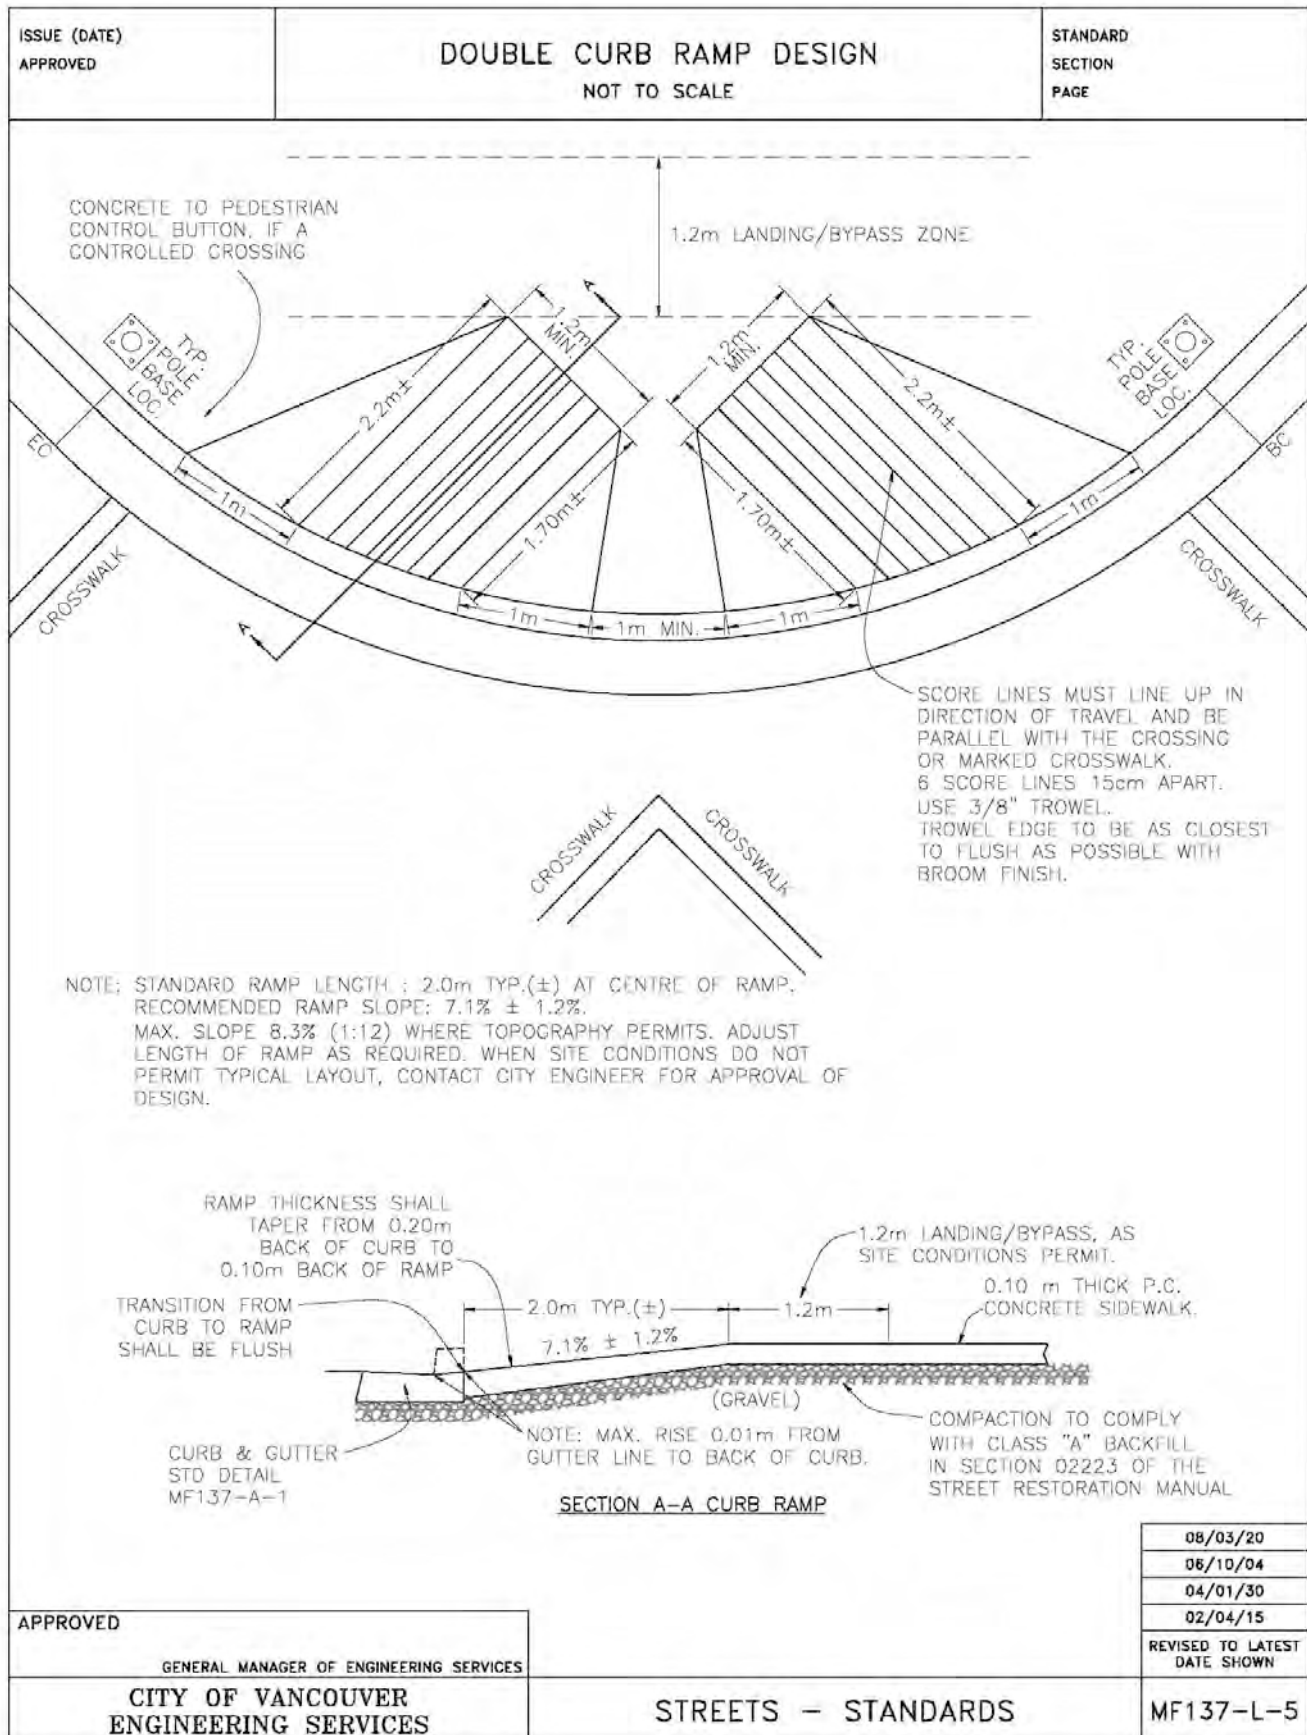 ISSUE (DATE)
APPROVED
DOUBLE CURB RAMP DESIGN
NOT TO SCALE
STANDARD
SECTION
PAGE
CONCRETE TO PEDESTRIAN
CONTROL BUTTON, IF A
CONTROLLED CROSSING
1.2m LANDING/BYPASS ZONE
A
1.2m
MIN.
1.2m
MIN.
TYP.
POLE
BASE
LOC.
TYP.
POLE
BASE
LOC.
2.2m±
2.2m±
EC
BC
1m
1.70m±
1.70m±
1m
CROSSWALK
CROSSWALK
A
1m
1m MIN.
1m
SCORE LINES MUST LINE UP IN
DIRECTION OF TRAVEL AND BE
PARALLEL WITH THE CROSSING
OR MARKED CROSSWALK.
6 SCORE LINES 15cm APART.
USE 3/8" TROWEL.
TROWEL EDGE TO BE AS CLOSEST
TO FLUSH AS POSSIBLE WITH
BROOM FINISH.
CROSSWALK
CROSSWALK
NOTE: STANDARD RAMP LENGTH : 2.0m TYP.(±) AT CENTRE OF RAMP.
RECOMMENDED RAMP SLOPE: 7.1% ± 1.2%.
MAX. SLOPE 8.3% (1:12) WHERE TOPOGRAPHY PERMITS. ADJUST
LENGTH OF RAMP AS REQUIRED. WHEN SITE CONDITIONS DO NOT
PERMIT TYPICAL LAYOUT, CONTACT CITY ENGINEER FOR APPROVAL OF
DESIGN.
RAMP THICKNESS SHALL
TAPER FROM 0.20m
BACK OF CURB TO
0.10m BACK OF RAMP
TRANSITION FROM
CURB TO RAMP
SHALL BE FLUSH
1.2m LANDING/BYPASS, AS
SITE CONDITIONS PERMIT.
0.10 m THICK P.C.
CONCRETE SIDEWALK.
2.0m TYP.(±)
1.2m
7.1% ± 1.2%
(GRAVEL)
CURB & GUTTER
STD DETAIL
MF137-A-1
NOTE: MAX. RISE 0.01m FROM
GUTTER LINE TO BACK OF CURB.
COMPACTION TO COMPLY
WITH CLASS "A" BACKFILL
IN SECTION 02223 OF THE
STREET RESTORATION MANUAL
SECTION A-A CURB RAMP
08/03/20
06/10/04
04/01/30
02/04/15
REVISED TO LATEST
DATE SHOWN
APPROVED
GENERAL MANAGER OF ENGINEERING SERVICES
CITY OF VANCOUVER
ENGINEERING SERVICES
STREETS - STANDARDS
MF137-L-5